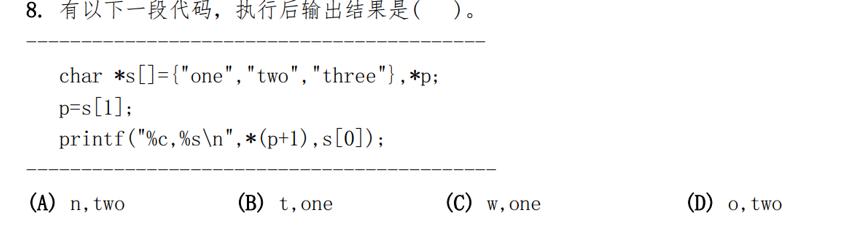 8. 有以下一段代码，执行后输出结果是(    )。
------------------------------------------
char *s[]={"one","two","three"},*p;
p=s[1];
printf("%c,%s\n",*(p+1),s[0]);
-------------------------------------------
(A) n,two (B) t,one (C) w,one (D) o,two